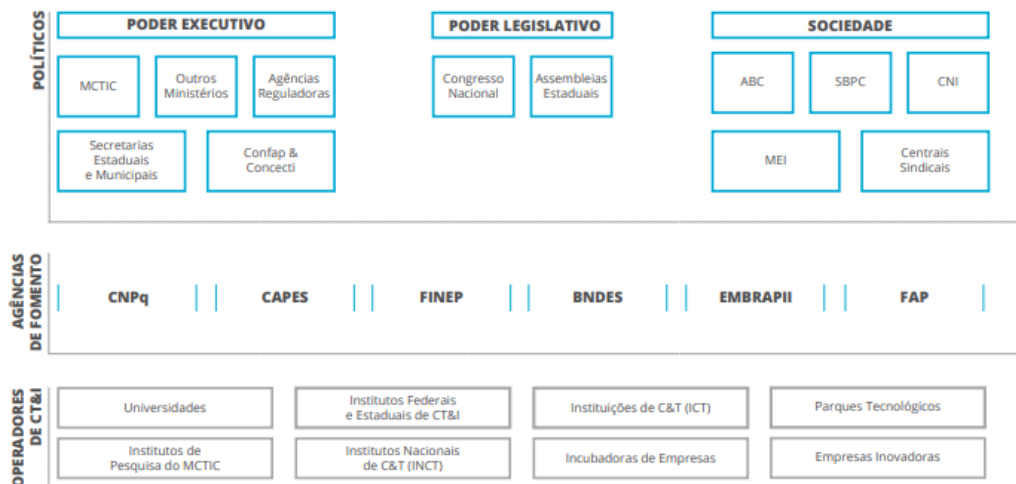 POLÍTICOS
PODER EXECUTIVO
PODER LEGISLATIVO
SOCIEDADE
MCTIC
Outros
Ministérios
Agências
Reguladoras
Congresso
Nacional
Assembleias
Estaduais
ABC
SBPC
CNI
Secretarias
Estaduais
e Municipais
Confap &
Concecti
MEI
Centrais
Sindicais
AGÊNCIAS
DE FOMENTO
CNPq
CAPES
FINEP
BNDES
EMBRAPII
FAP
OPERADORES
DE CT&I
Universidades
Institutos Federais
e Estaduais de CT&I
Instituições de C&T (ICT)
Parques Tecnológicos
Institutos de
Pesquisa do MCTIC
Institutos Nacionais
de C&T (INCT)
Incubadoras de Empresas
Empresas Inovadoras